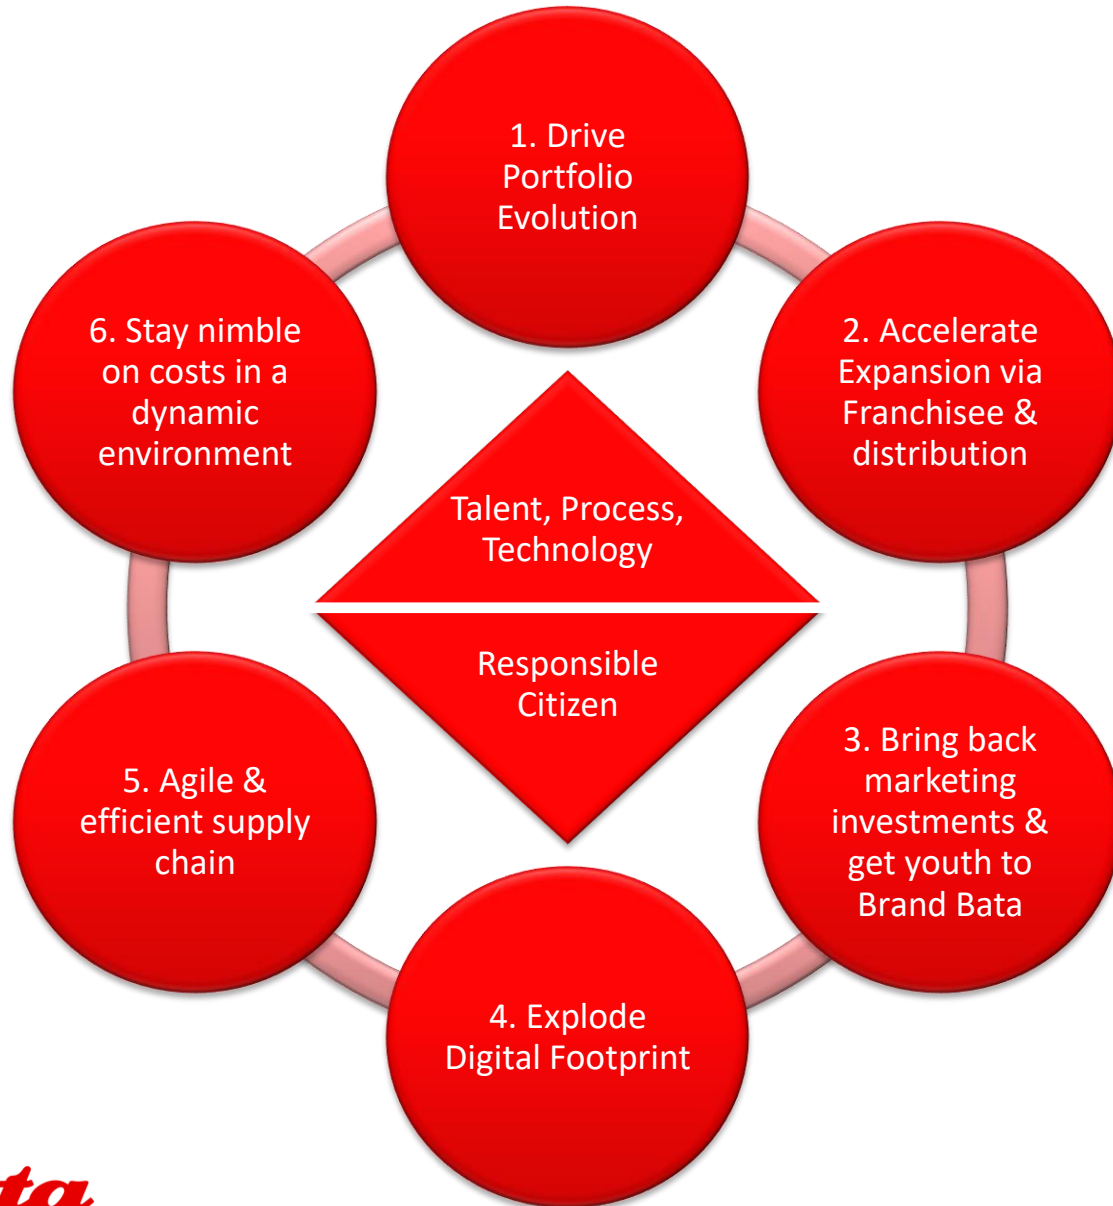 1. Drive
Portfolio
Evolution
2. Accelerate
Expansion via
Franchisee &
distribution
3. Bring back
marketing
investments &
get youth to
Brand Bata
4. Explode
Digital Footprint
5. Agile &
efficient supply
chain
6. Stay nimble
on costs in a
dynamic
environment
Talent, Process,
Technology
Responsible
Citizen